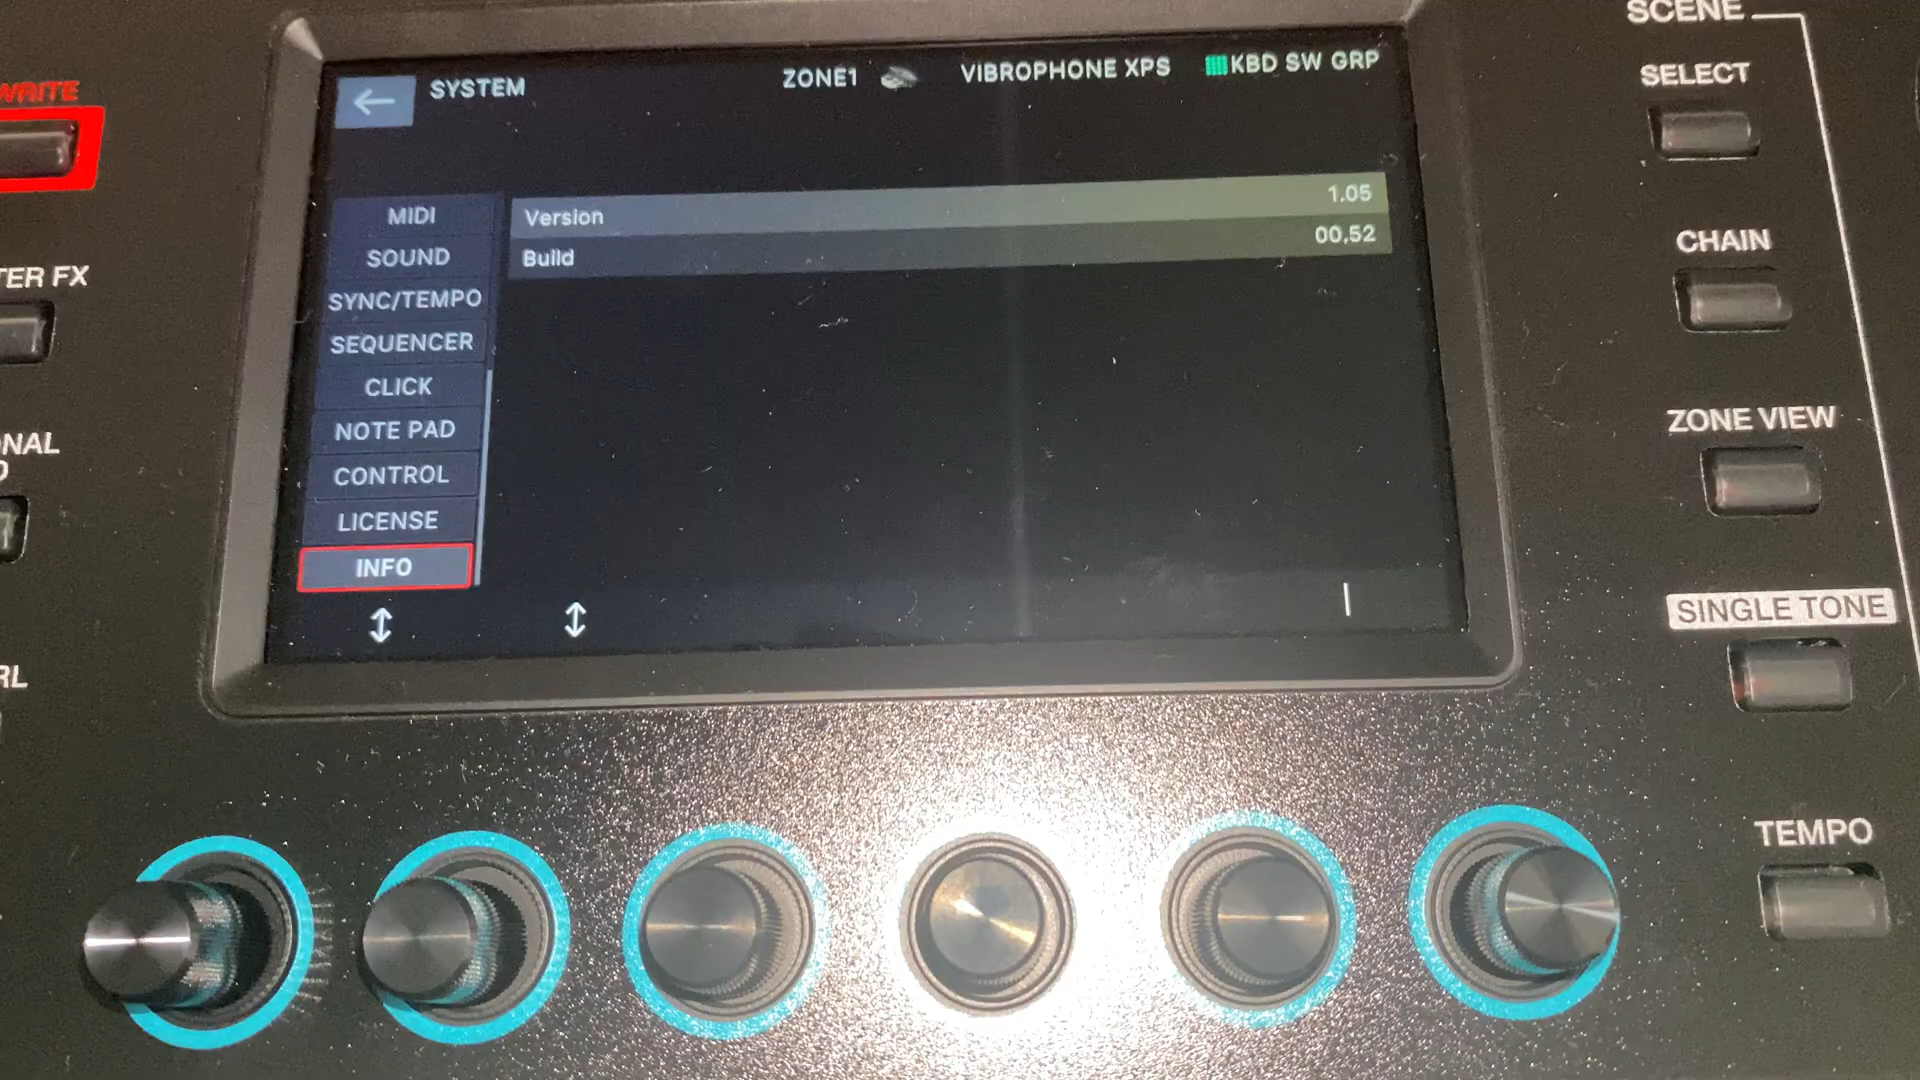 SCENE
SELECT
WRITE
SYSTEM
ZONE1 VIBROPHONE XPS KBD SW GRP
MIDI
Version 1.05
SOUND
Build 00.52
CHAIN
TER FX
SYNC/TEMPO
SEQUENCER
CLICK
NOTE PAD
ZONE VIEW
ONAL
CONTROL
LICENSE
INFO
SINGLE TONE
RL
TEMPO